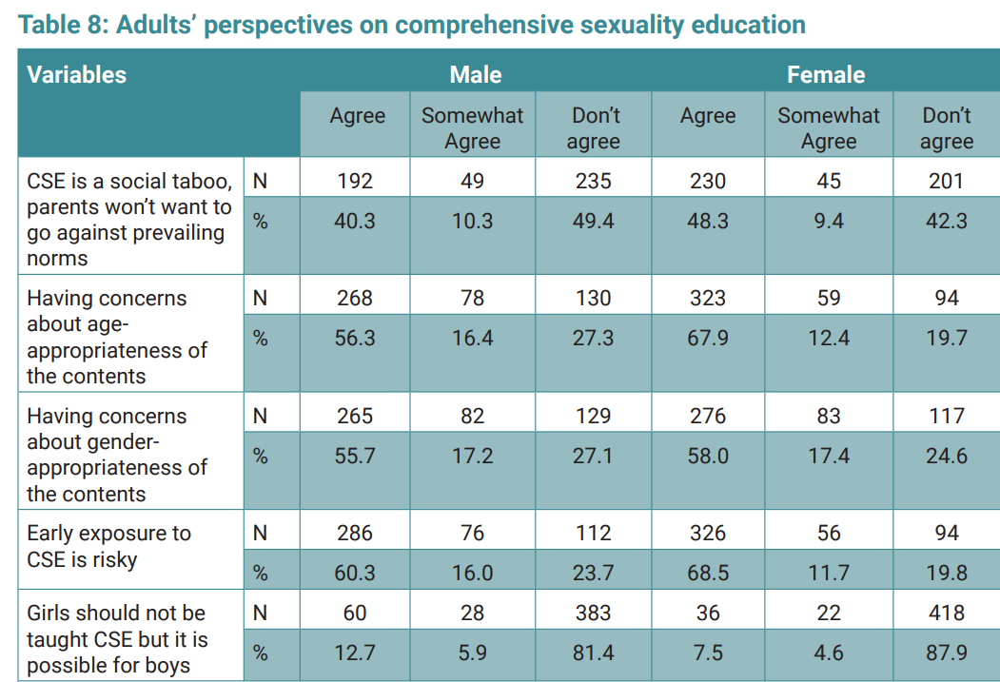 Table 8: Adults’ perspectives on comprehensive sexuality education
Variables Male Female
Agree Somewhat Agree Don’t agree Agree Somewhat Agree Don’t agree
CSE is a social taboo,
parents won’t want to
go against prevailing
norms
N 192 49 235 230 45 201
% 40.3 10.3 49.4 48.3 9.4 42.3
Having concerns
about age-
appropriateness of
the contents
N 268 78 130 323 59 94
% 56.3 16.4 27.3 67.9 12.4 19.7
Having concerns
about gender-
appropriateness of
the contents
N 265 82 129 276 83 117
% 55.7 17.2 27.1 58.0 17.4 24.6
Early exposure to
CSE is risky
N 286 76 112 326 56 94
% 60.3 16.0 23.7 68.5 11.7 19.8
Girls should not be
taught CSE but it is
possible for boys
N 60 28 383 36 22 418
% 12.7 5.9 81.4 7.5 4.6 87.9